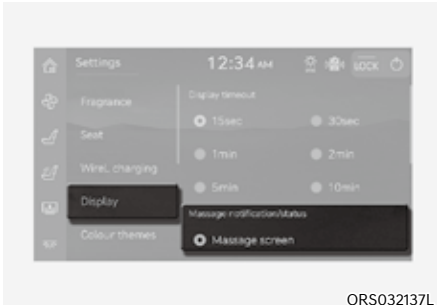 Settings 12:34 AM LOCK
Fragrance
Seat
Wirel. charging
Display
Colour themes
Display timeout
15sec 30sec
1min 2min
5min 10min
Massage notification/status
Massage screen
ORS032137L